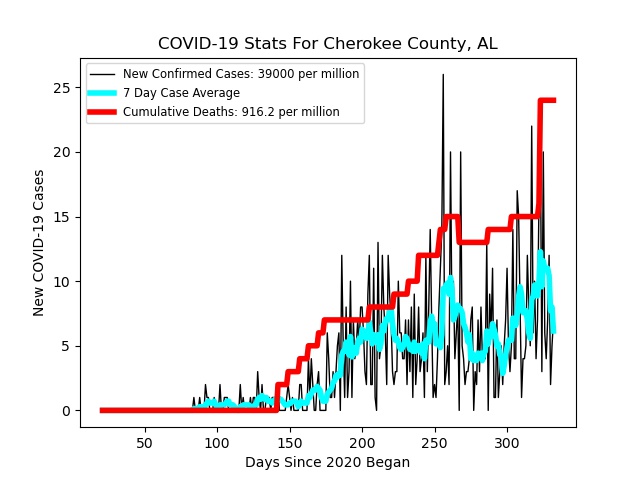 COVID-19 Stats For Cherokee County, AL
New Confirmed Cases: 39000 per million
7 Day Case Average
Cumulative Deaths: 916.2 per million
New COVID-19 Cases
25
20
15
10
5
0
50 100 150 200 250 300
Days Since 2020 Began